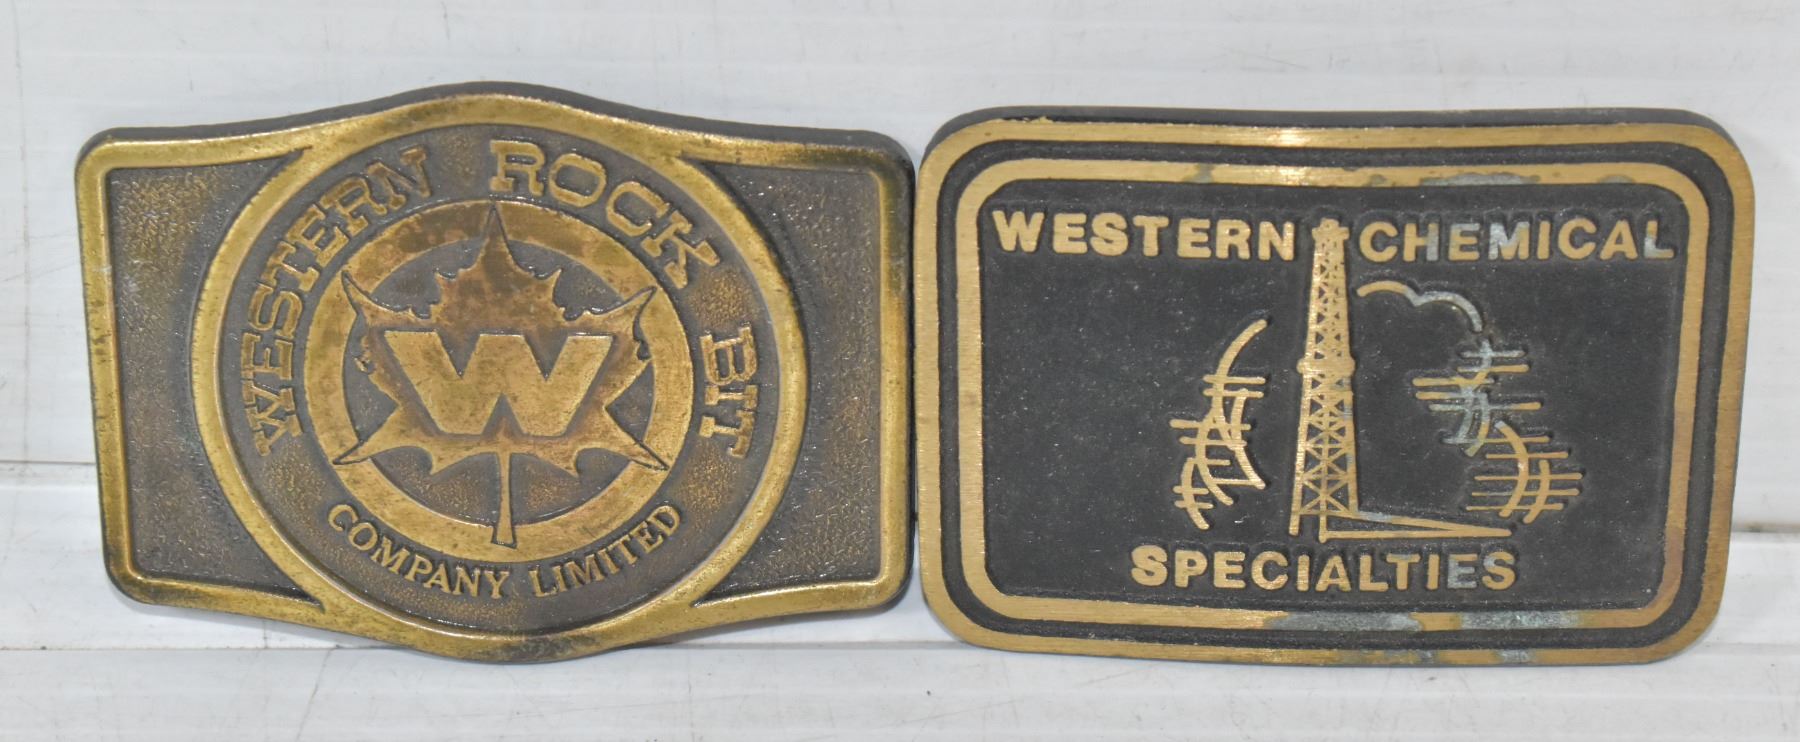 WESTERN ROCK BIT
W
COMPANY LIMITED
WESTERN CHEMICAL
SPECIALTIES